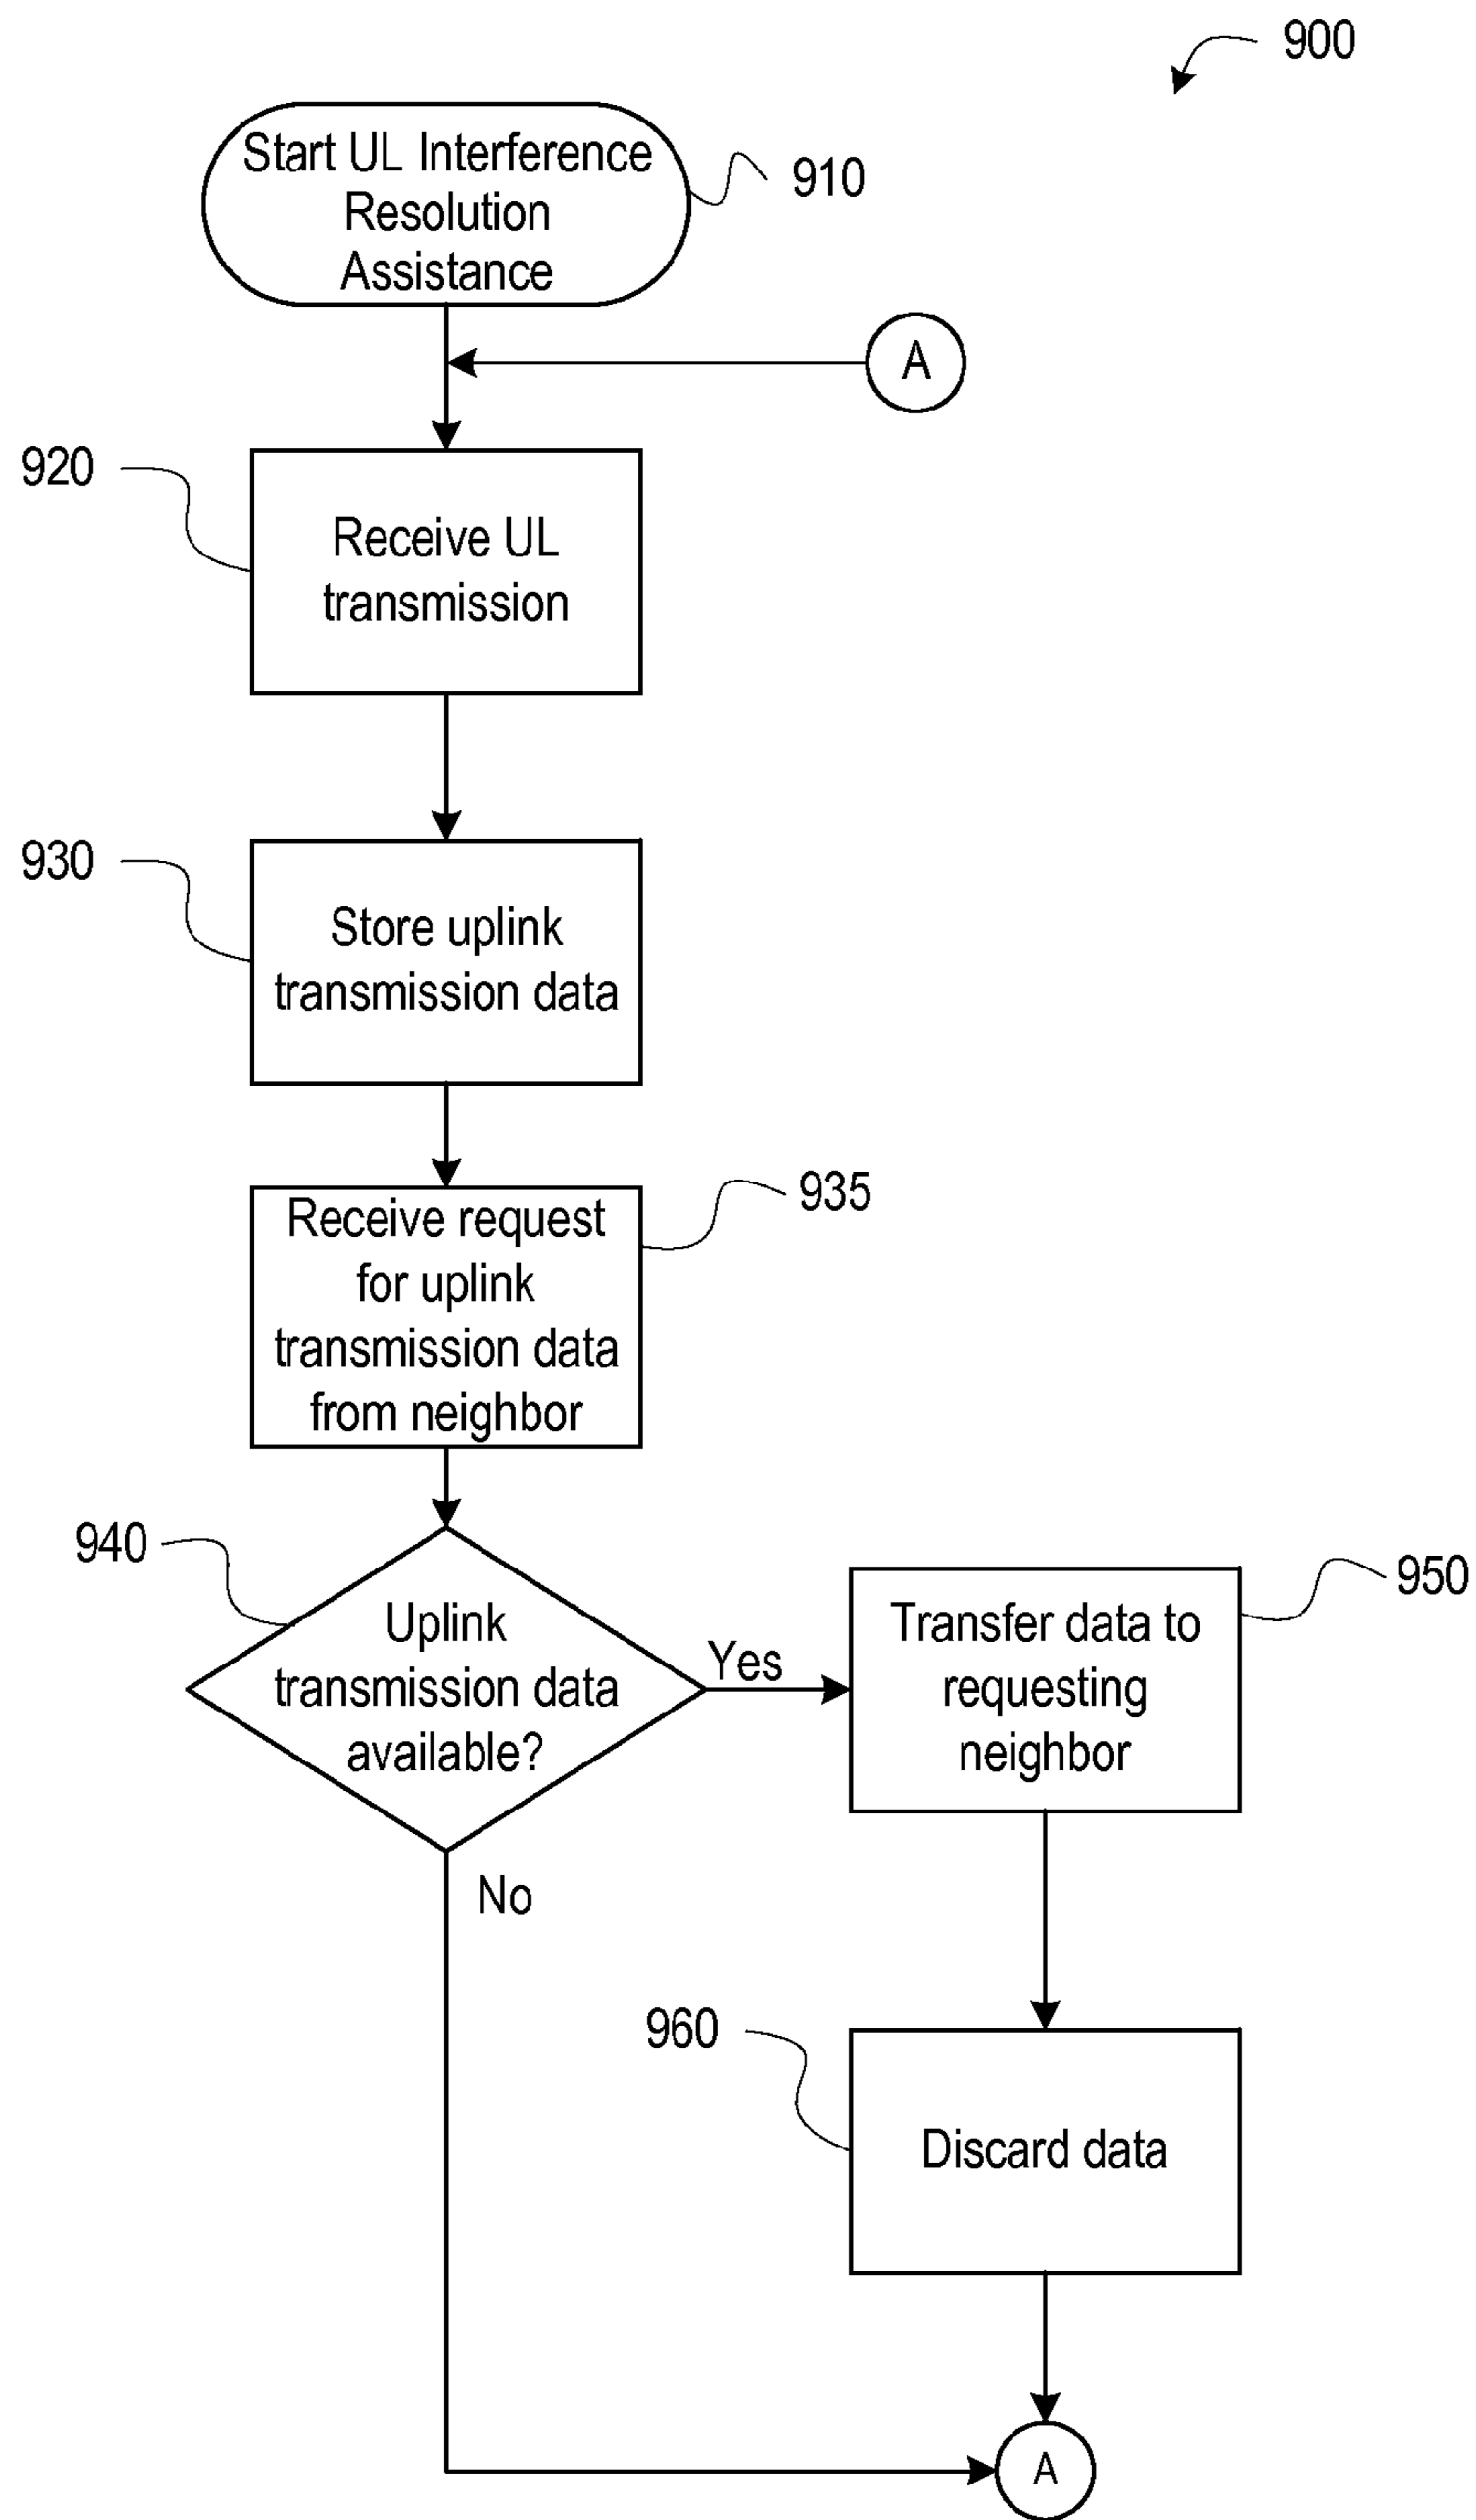 900
Start UL Interference
Resolution
Assistance
910
A
920
Receive UL
transmission
930
Store uplink
transmission data
935
Receive request
for uplink
transmission data
from neighbor
940
Uplink
transmission data
available?
Yes
No
950
Transfer data to
requesting
neighbor
960
Discard data
A